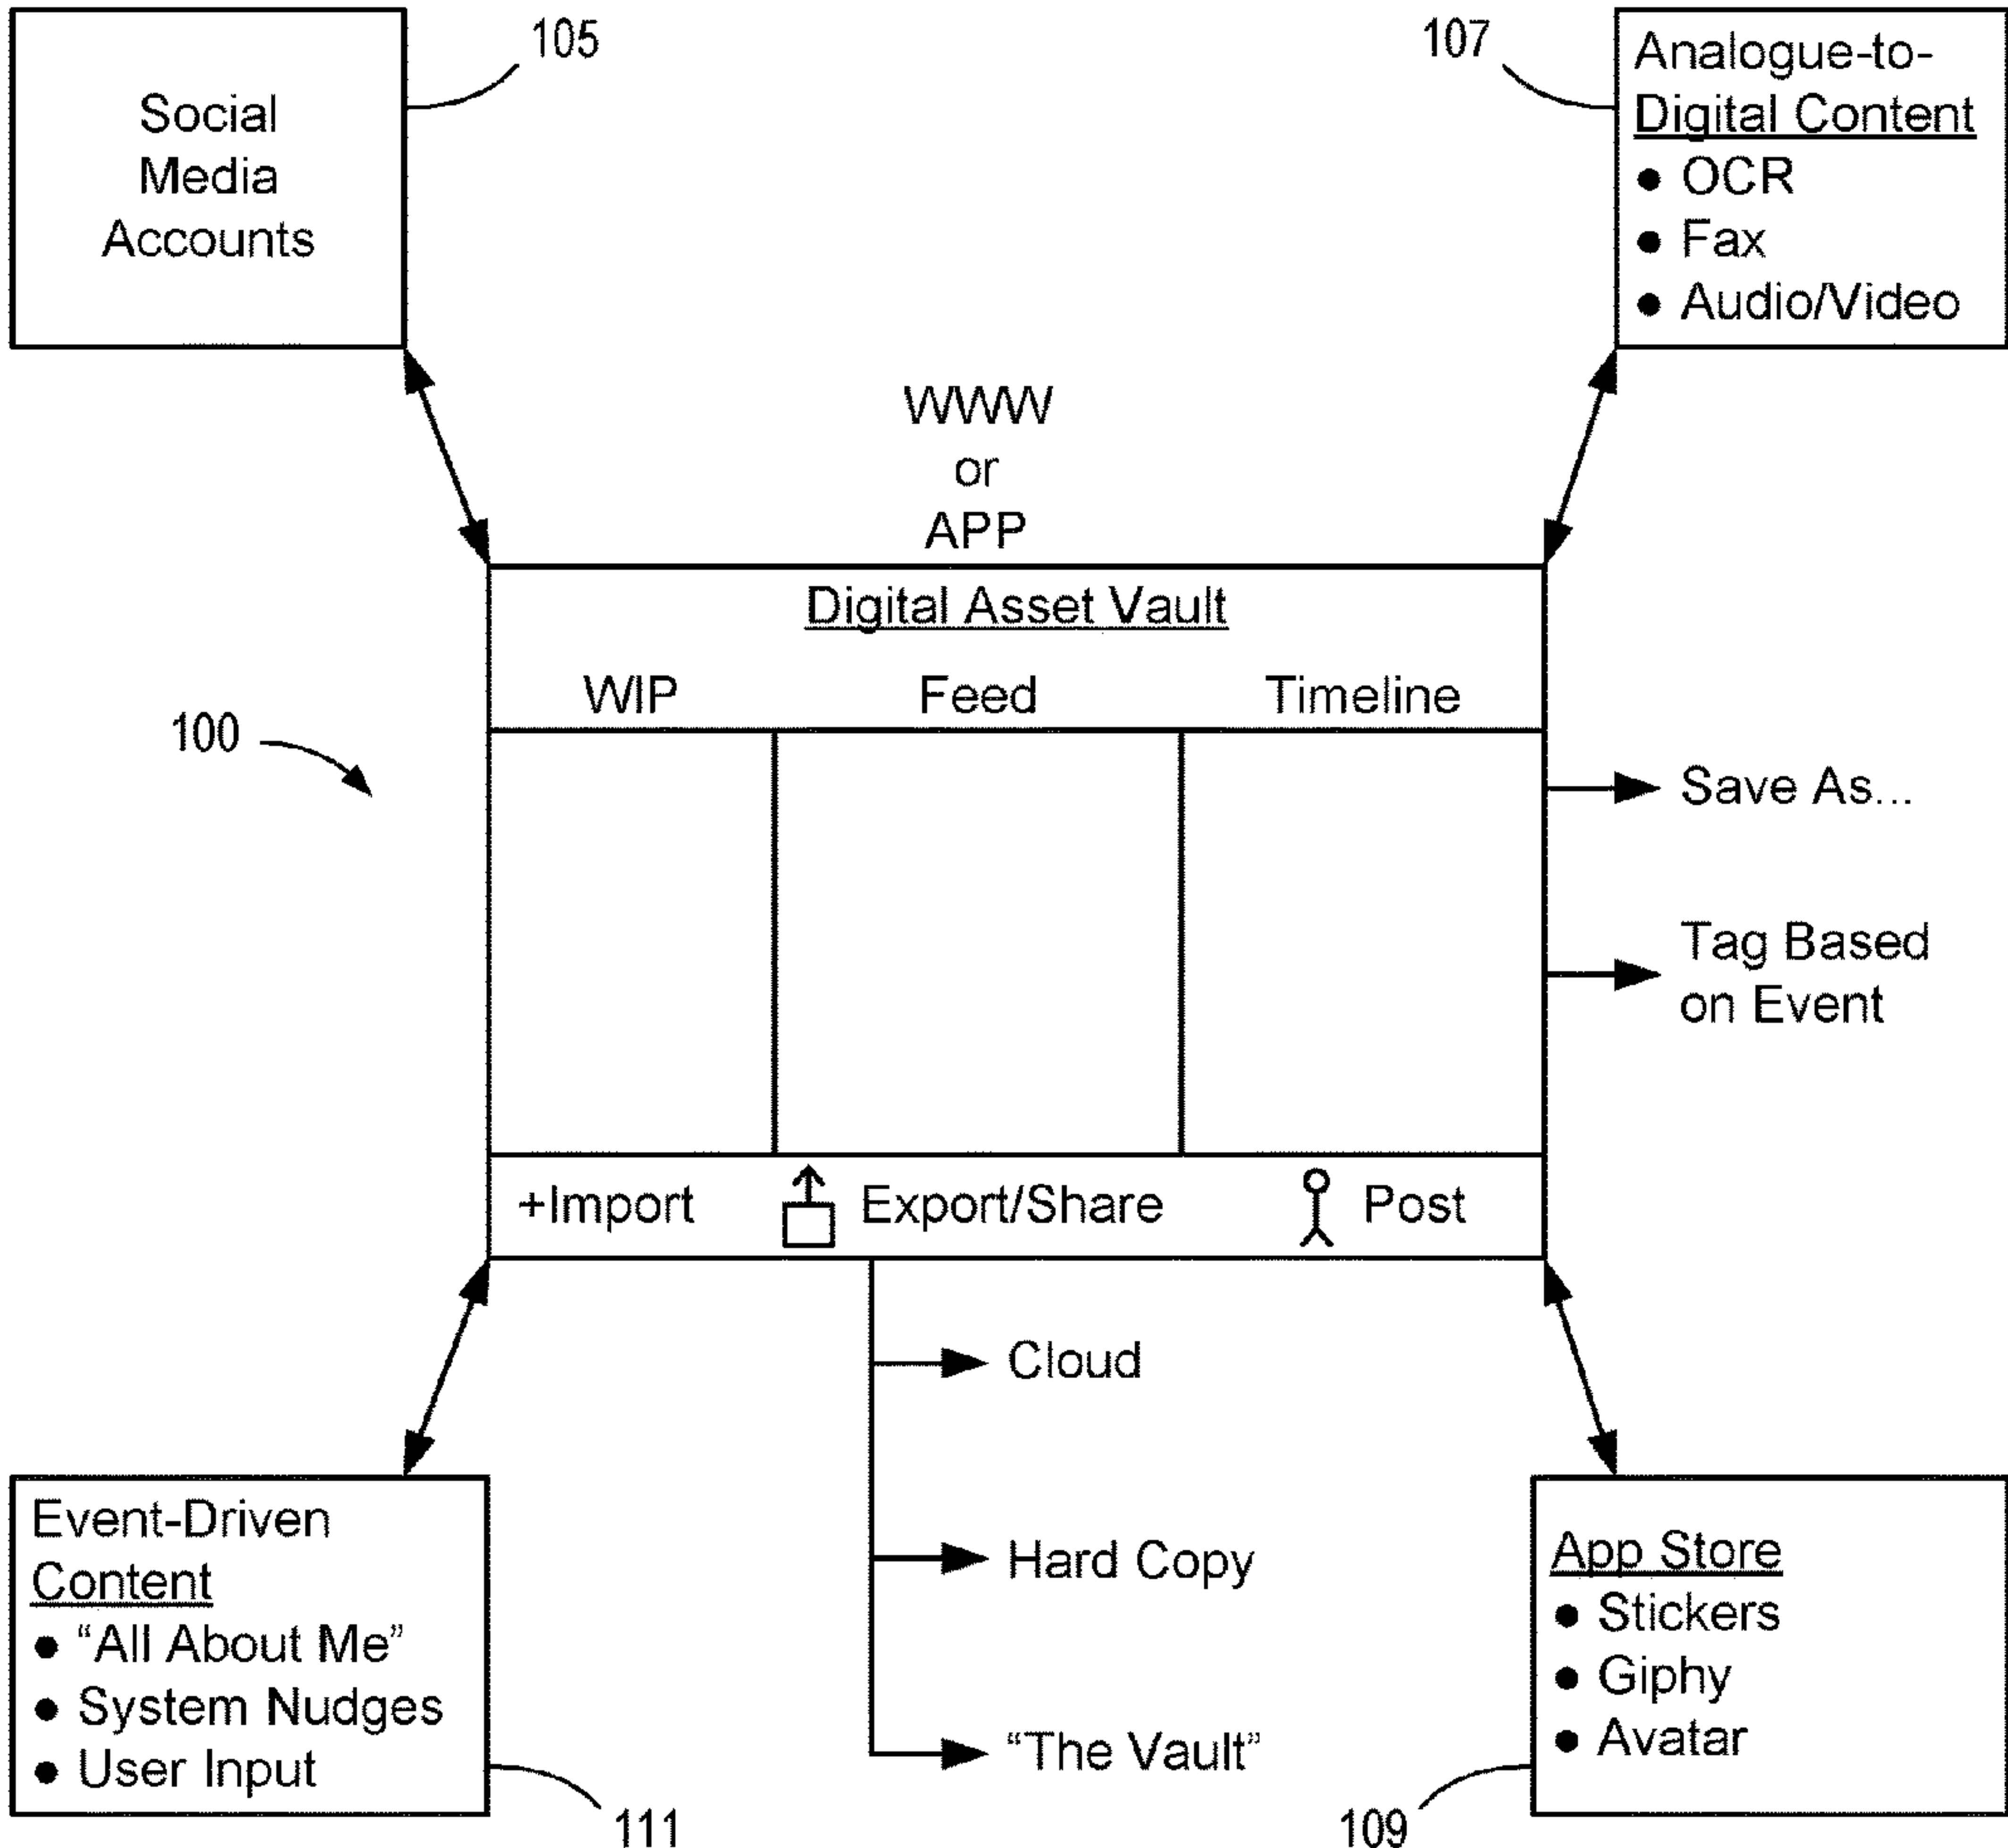 105
Social
Media
Accounts
107
Analogue-to-
Digital Content
● OCR
● Fax
● Audio/Video
WWW
or
APP
Digital Asset Vault
WIP Feed Timeline
100
Save As...
Tag Based
on Event
+Import Export/Share Post
Cloud
Hard Copy
“The Vault”
Event-Driven
Content
● “All About Me”
● System Nudges
● User Input
111
App Store
● Stickers
● Giphy
● Avatar
109